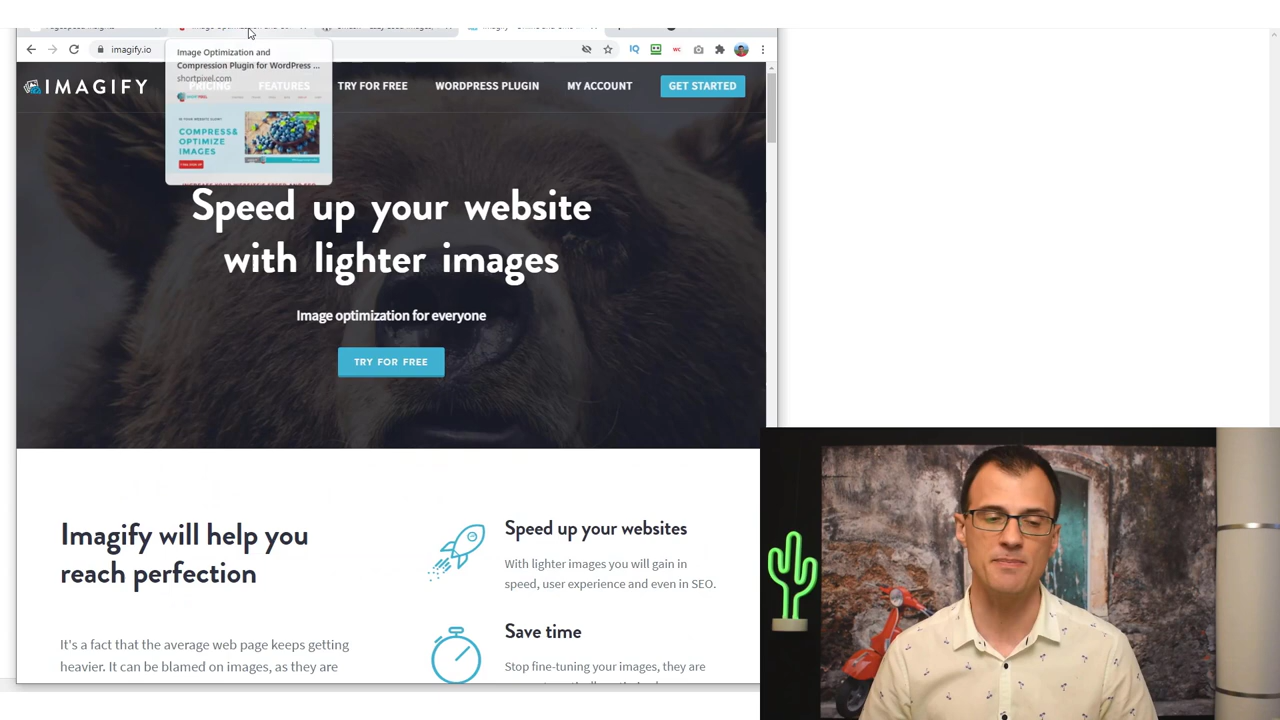 imagify.io
IQ
WC
Image Optimization and
Compression Plugin for WordPress ...
shortpixel.com
IMAGIFY
PRICING
FEATURES
TRY FOR FREE
WORDPRESS PLUGIN
MY ACCOUNT
GET STARTED
COMPRESS&
OPTIMIZE
IMAGES
Speed up your website
with lighter images
Image optimization for everyone
TRY FOR FREE
Imagify will help you
reach perfection
It's a fact that the average web page keeps getting
heavier. It can be blamed on images, as they are
Speed up your websites
With lighter images you will gain in
speed, user experience and even in SEO.
Save time
Stop fine-tuning your images, they are